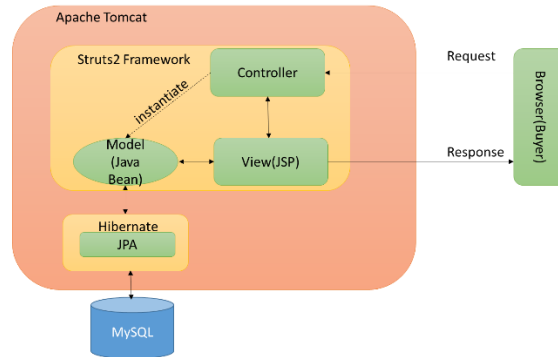 Apache Tomcat
Struts2 Framework
Controller
Request
instantiate
Model
(Java
Bean)
View(JSP)
Response
Browser(Buyer)
Hibernate
JPA
MySQL